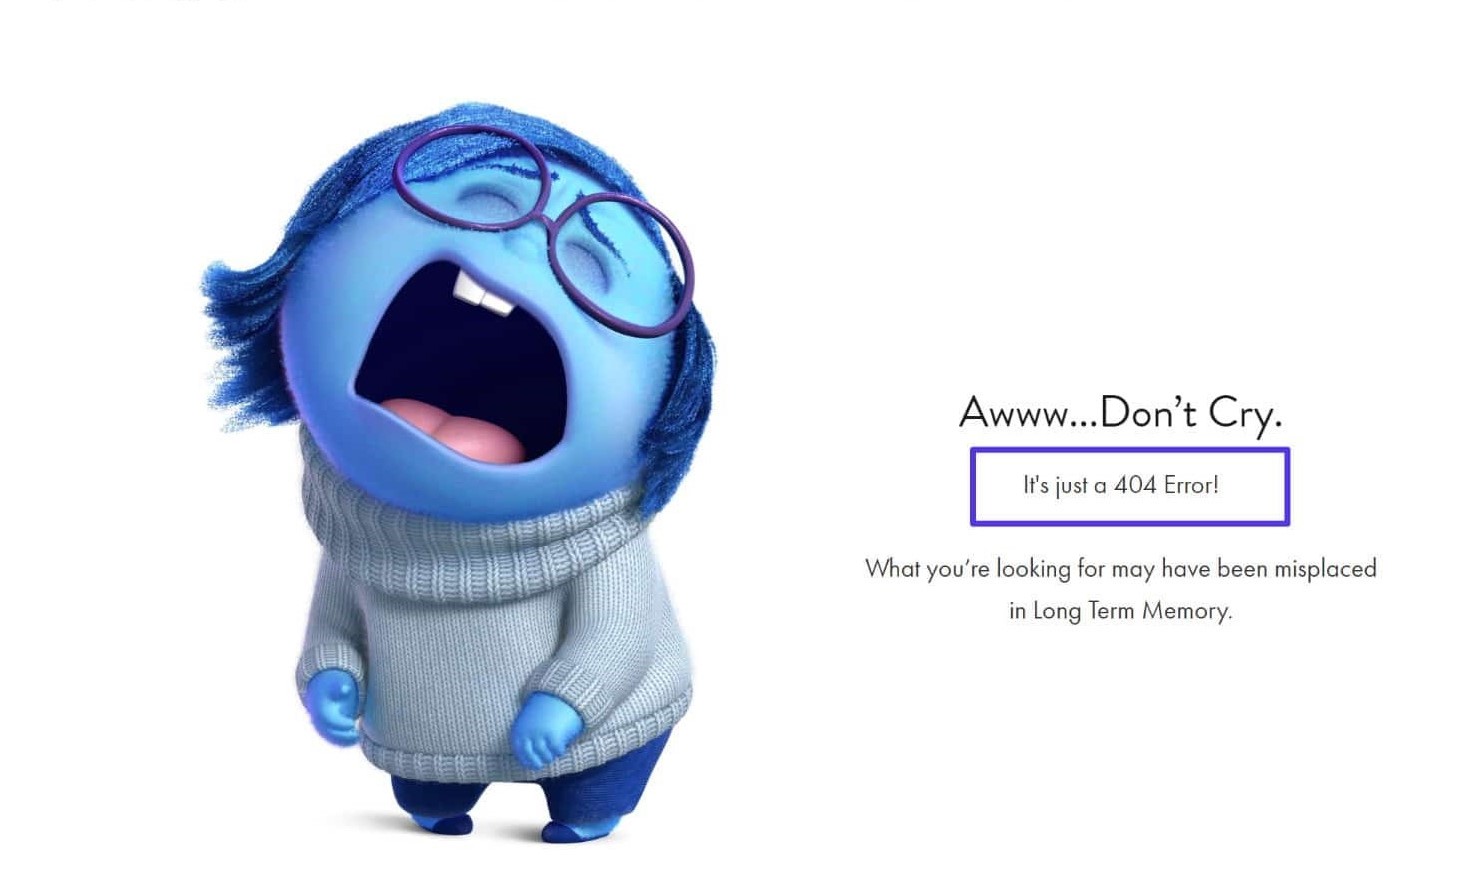 Awww...Don’t Cry.
It's just a 404 Error!
What you’re looking for may have been misplaced
in Long Term Memory.